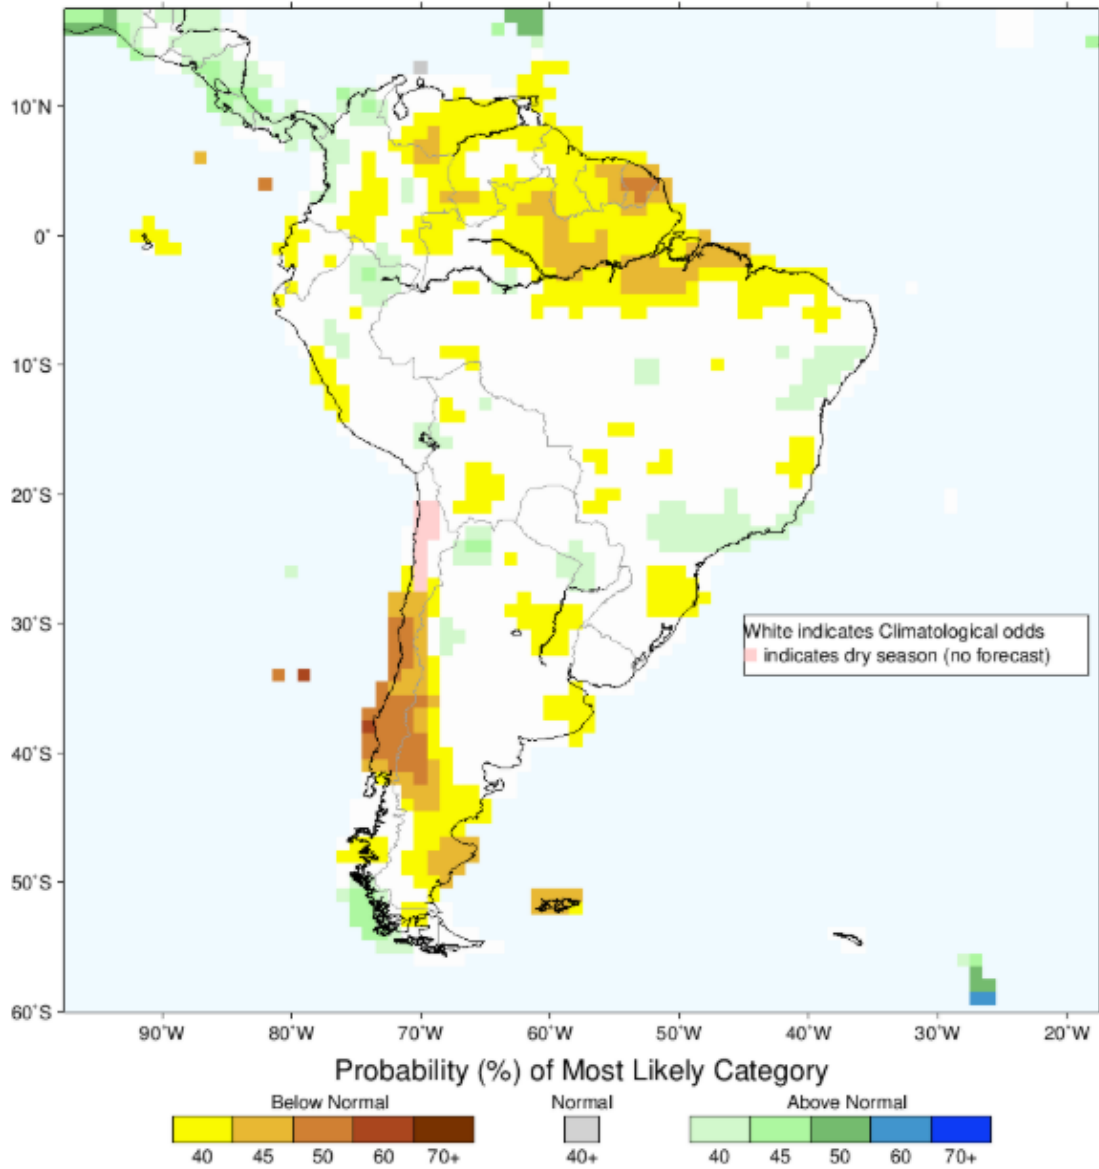 10˚N
0˚
10˚S
20˚S
30˚S
40˚S
50˚S
60˚S
White indicates Climatological odds
indicates dry season (no forecast)
90˚W 80˚W 70˚W 60˚W 50˚W 40˚W 30˚W 20˚W
Probability (%) of Most Likely Category
Below Normal Normal Above Normal
40 45 50 60 70+ 40+ 40 45 50 60 70+